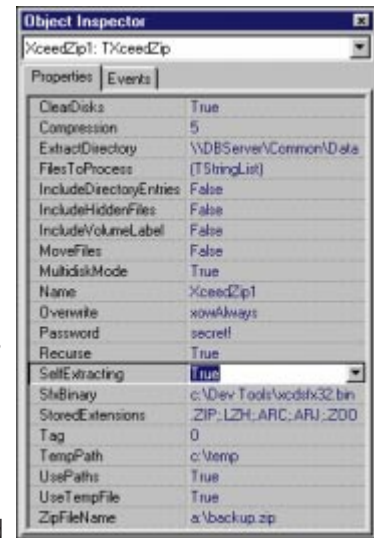 Object Inspector
XceedZip1: TXceedZip
Properties Events
ClearDisks True
Compression 5
ExtractDirectory \\DBServer\Common\Data
FilesToProcess (TStringList)
IncludeDirectoryEntries False
IncludeHiddenFiles False
IncludeVolumeLabel False
MoveFiles False
MultidiskMode True
Name XceedZip1
Overwrite xowAlways
Password secret!
Recurse True
SelfExtracting True
SfxBinary c:\Dev Tools\xcdsfx32.bin
StoredExtensions .ZIP;.LZH;.ARC;.ARJ;.ZOO
Tag 0
TempPath c:\temp
UsePaths True
UseTempFile True
ZipFileName a:\backup.zip